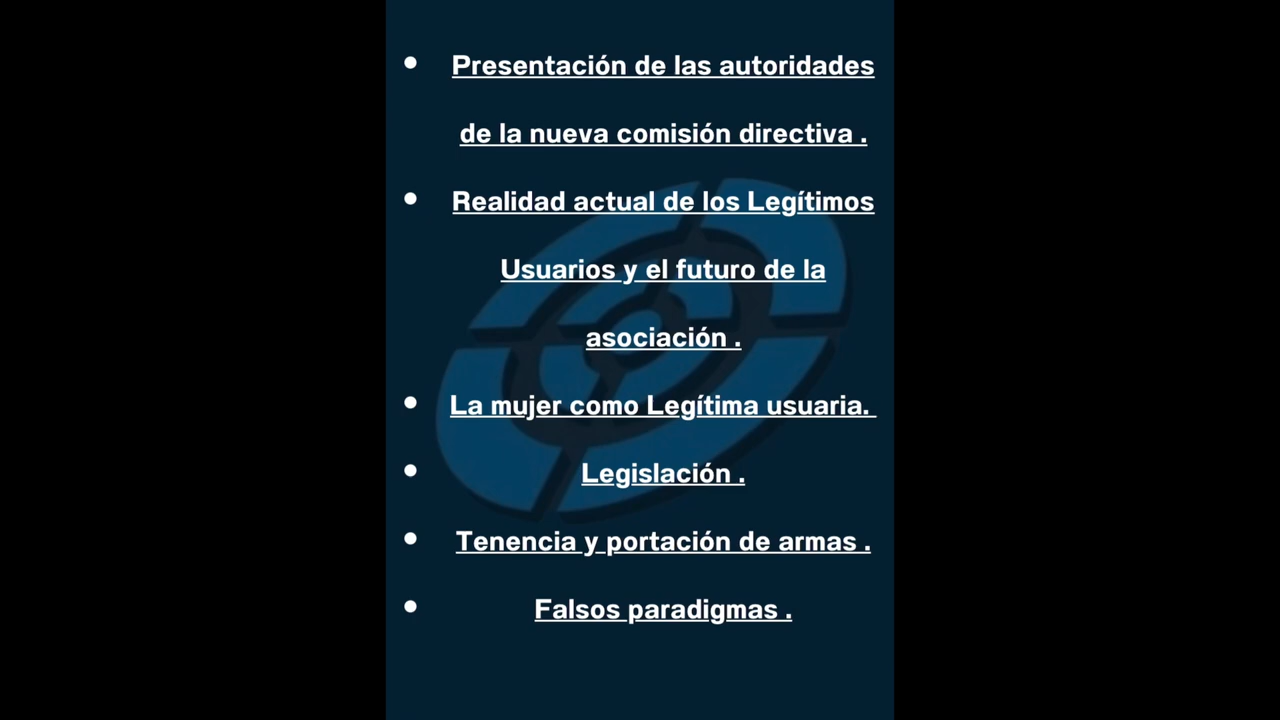 • Presentación de las autoridades
de la nueva comisión directiva .
• Realidad actual de los Legítimos
Usuarios y el futuro de la
asociación .
• La mujer como Legítima usuaria.
• Legislación .
• Tenencia y portación de armas .
• Falsos paradigmas .